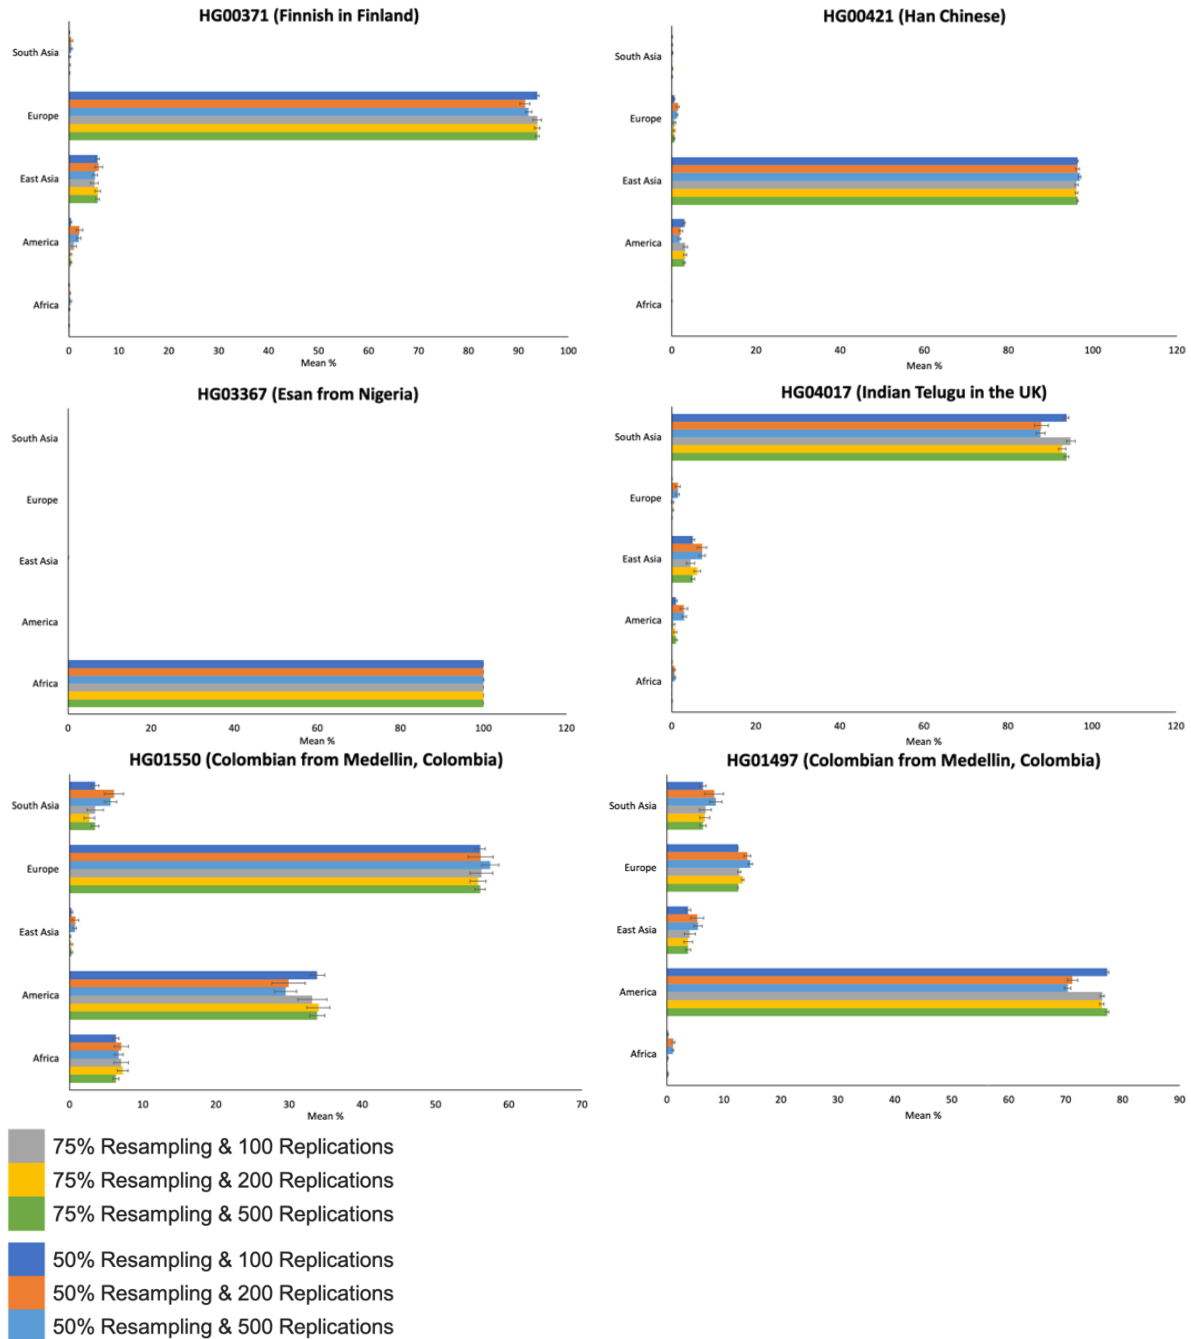 HG00371 (Finnish in Finland)
South Asia
Europe
East Asia
America
Africa
0 10 20 30 40 50 60 70 80 90 100
Mean %
HG00421 (Han Chinese)
South Asia
Europe
East Asia
America
Africa
0 20 40 60 80 100 120
Mean %
HG03367 (Esan from Nigeria)
South Asia
Europe
East Asia
America
Africa
0 20 40 60 80 100 120
Mean %
HG04017 (Indian Telugu in the UK)
South Asia
Europe
East Asia
America
Africa
0 20 40 60 80 100 120
Mean %
HG01550 (Colombian from Medellin, Colombia)
South Asia
Europe
East Asia
America
Africa
0 10 20 30 40 50 60 70
Mean %
HG01497 (Colombian from Medellin, Colombia)
South Asia
Europe
East Asia
America
Africa
0 10 20 30 40 50 60 70 80 90
Mean %
75% Resampling & 100 Replications
75% Resampling & 200 Replications
75% Resampling & 500 Replications
50% Resampling & 100 Replications
50% Resampling & 200 Replications
50% Resampling & 500 Replications